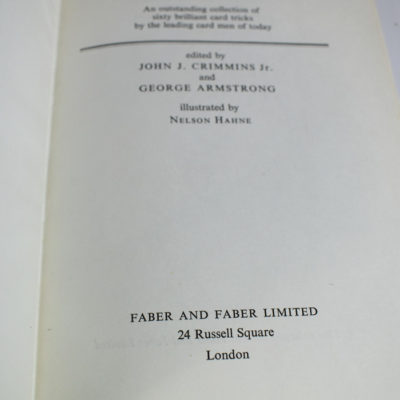 An outstanding collection of
sixty brilliant card tricks
by the leading card men of today
edited by
JOHN J. CRIMMINS Jr.
and
GEORGE ARMSTRONG
illustrated by
NELSON HAHNE
FABER AND FABER LIMITED
24 Russell Square
London